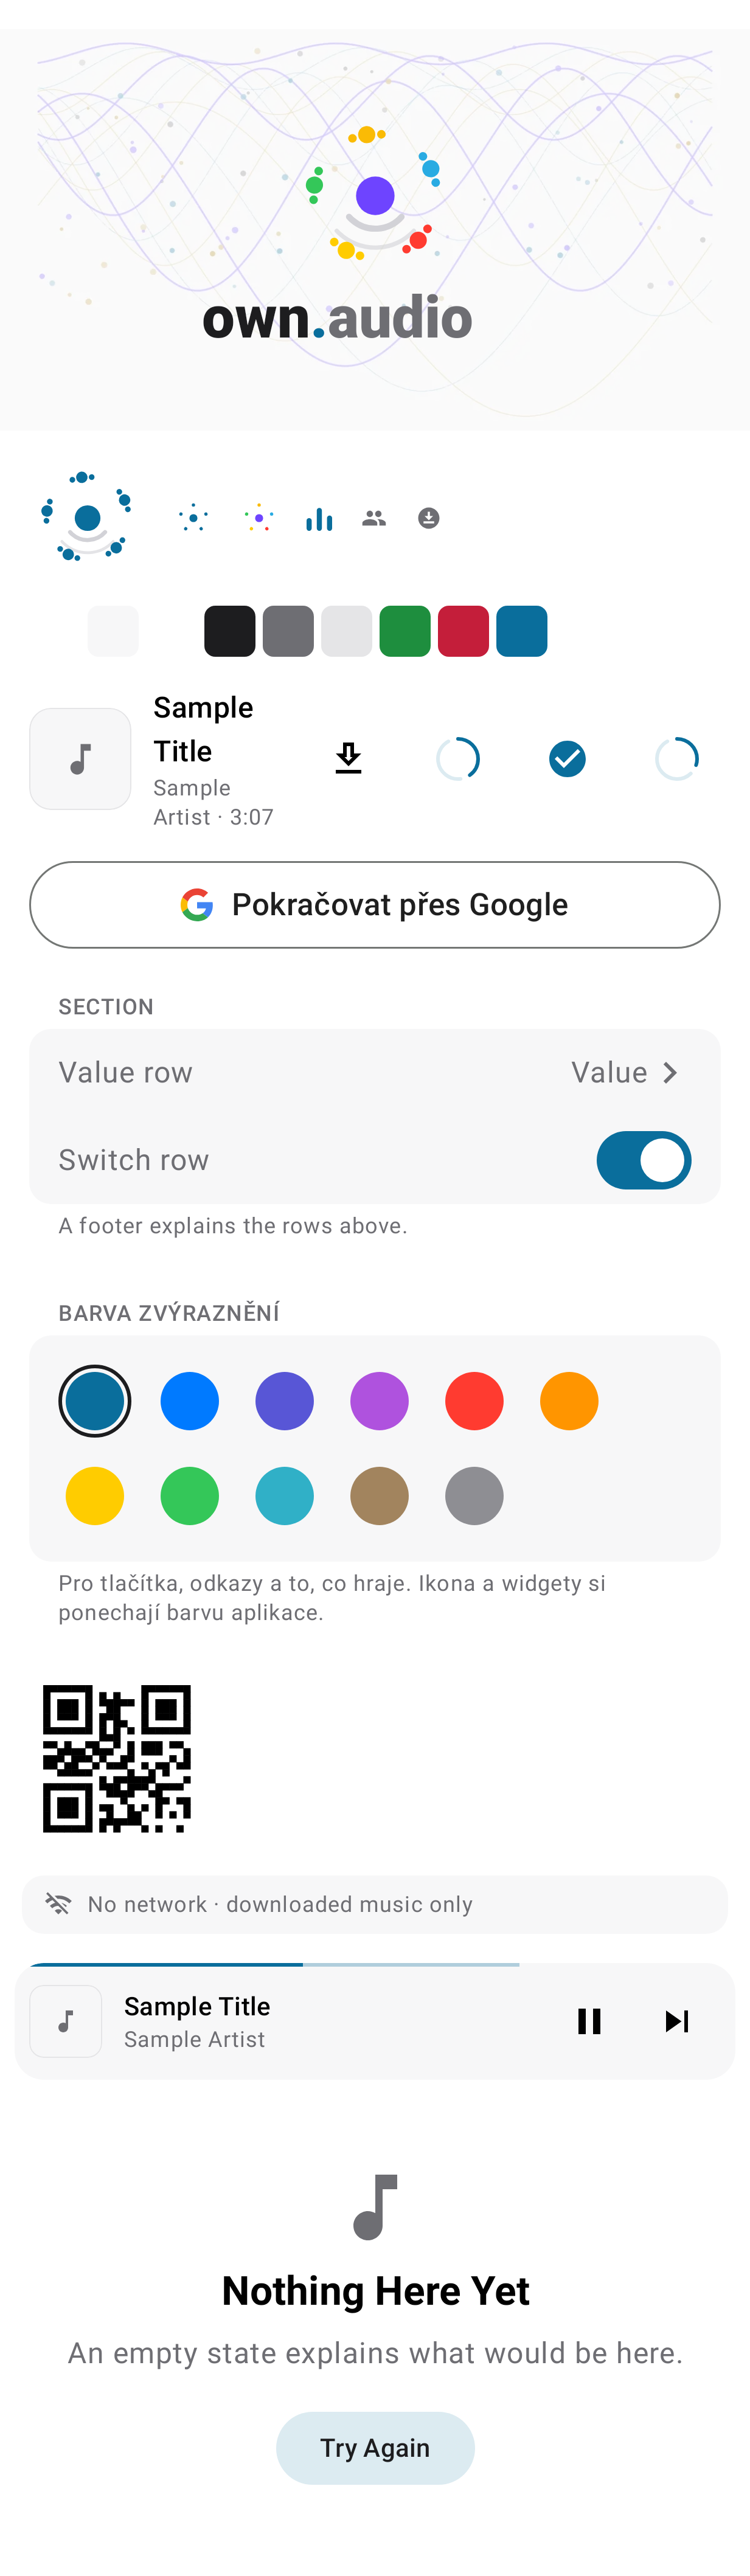 own.audio
Sample
Title
Sample
Artist · 3:07
Pokračovat přes Google
SECTION
Value row
Value
Switch row
A footer explains the rows above.
BARVA ZVÝRAZNĚNÍ
Pro tlačítka, odkazy a to, co hraje. Ikona a widgety si
ponechají barvu aplikace.
No network · downloaded music only
Sample Title
Sample Artist
Nothing Here Yet
An empty state explains what would be here.
Try Again